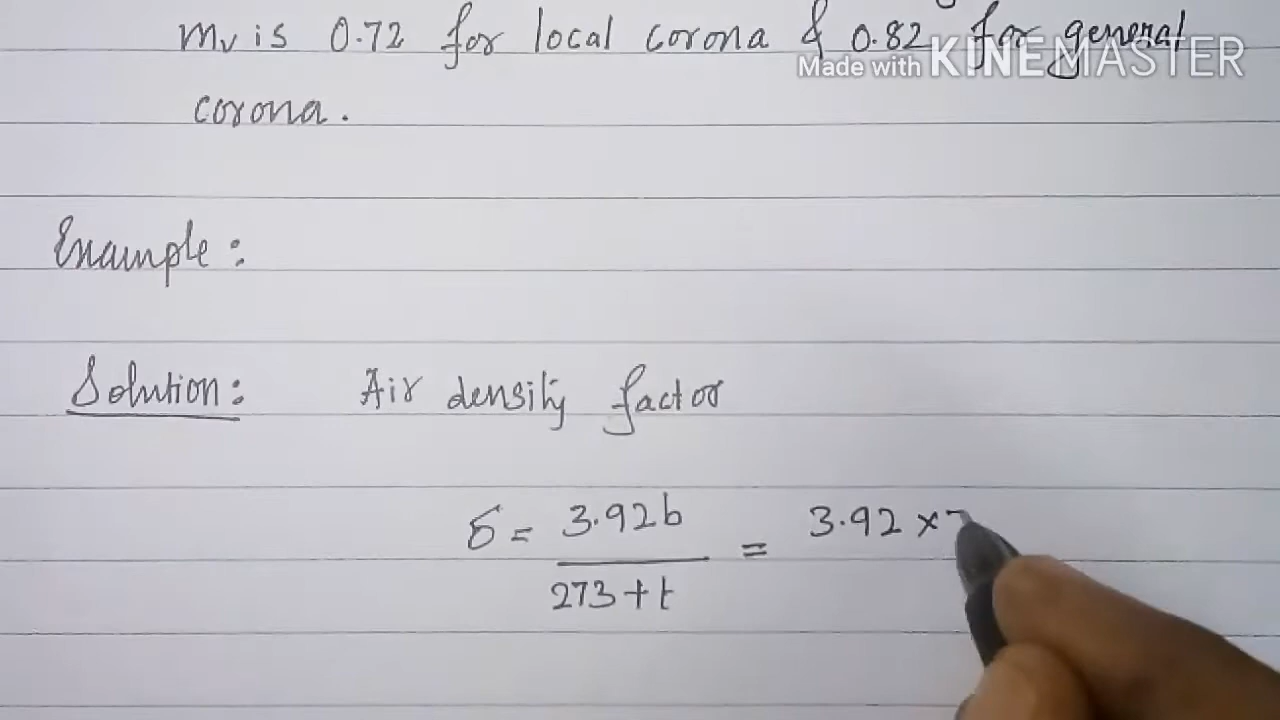 mv is 0.72 for local corona & 0.82 for general
Made with KINEMASTER
corona.
Example:
Solution: Air density factor
δ = 3.92b / 273+t = 3.92 ×